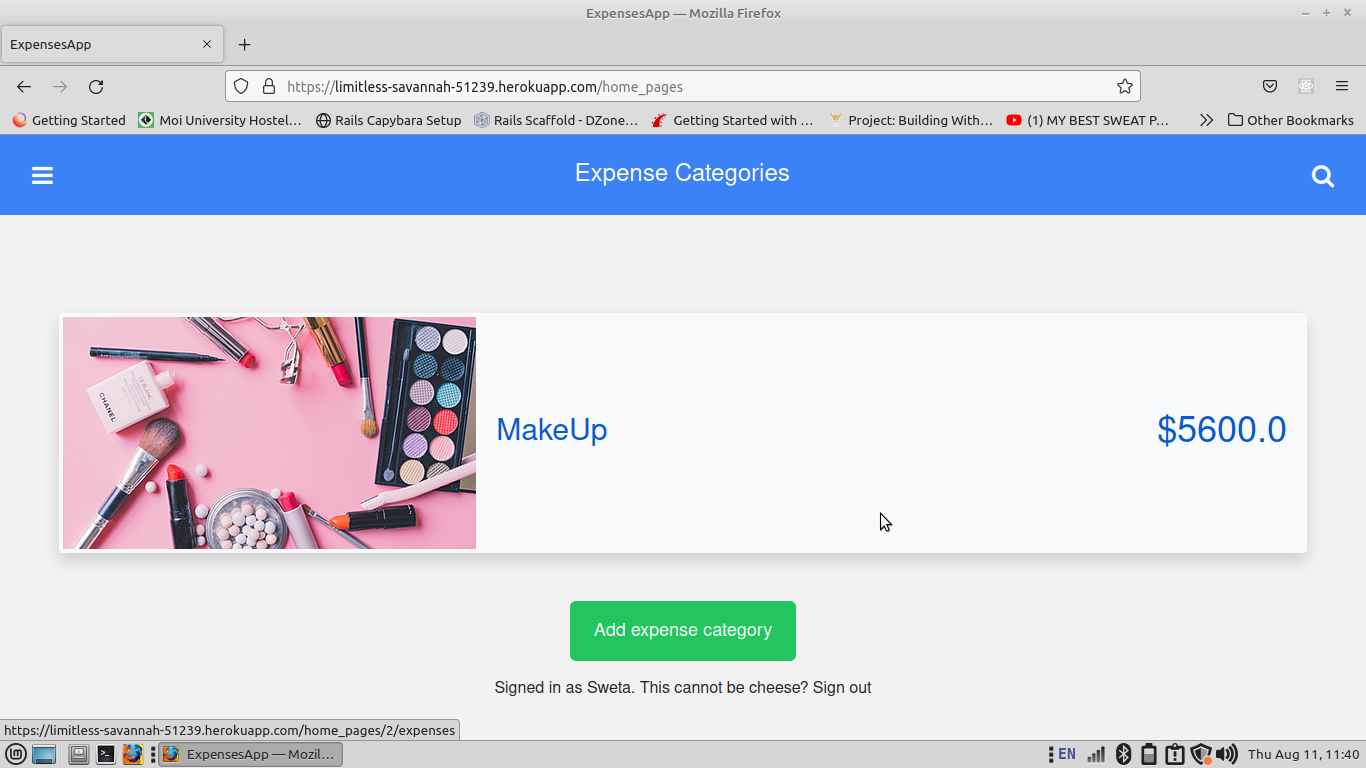 ExpensesApp — Mozilla Firefox
ExpensesApp
https://limitless-savannah-51239.herokuapp.com/home_pages
Getting Started
Moi University Hostel…
Rails Capybara Setup
Rails Scaffold - DZone…
Getting Started with …
Project: Building With…
(1) MY BEST SWEAT P…
Other Bookmarks
Expense Categories
CHANEL
LE BLANC
MakeUp
$5600.0
Add expense category
Signed in as Sweta. This cannot be cheese? Sign out
https://limitless-savannah-51239.herokuapp.com/home_pages/2/expenses
ExpensesApp — Mozil…
EN
Thu Aug 11, 11:40